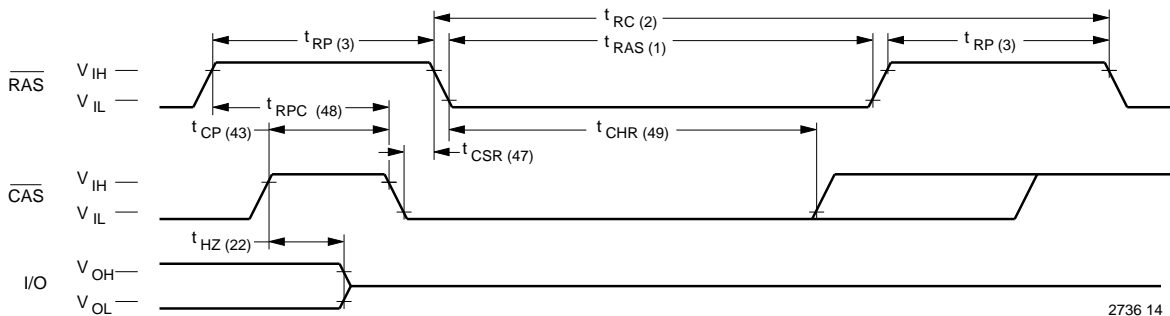 t RC (2)
t RP (3)
t RAS (1)
t RP (3)
RAS
V IH
V IL
t RPC (48)
t CP (43)
t CHR (49)
t CSR (47)
CAS
V IH
V IL
t HZ (22)
I/O
V OH
V OL
2736 14